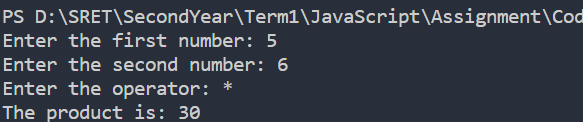 PS D:\SRET\SecondYear\Term1\JavaScript\Assignment\Cod
Enter the first number: 5
Enter the second number: 6
Enter the operator: *
The product is: 30